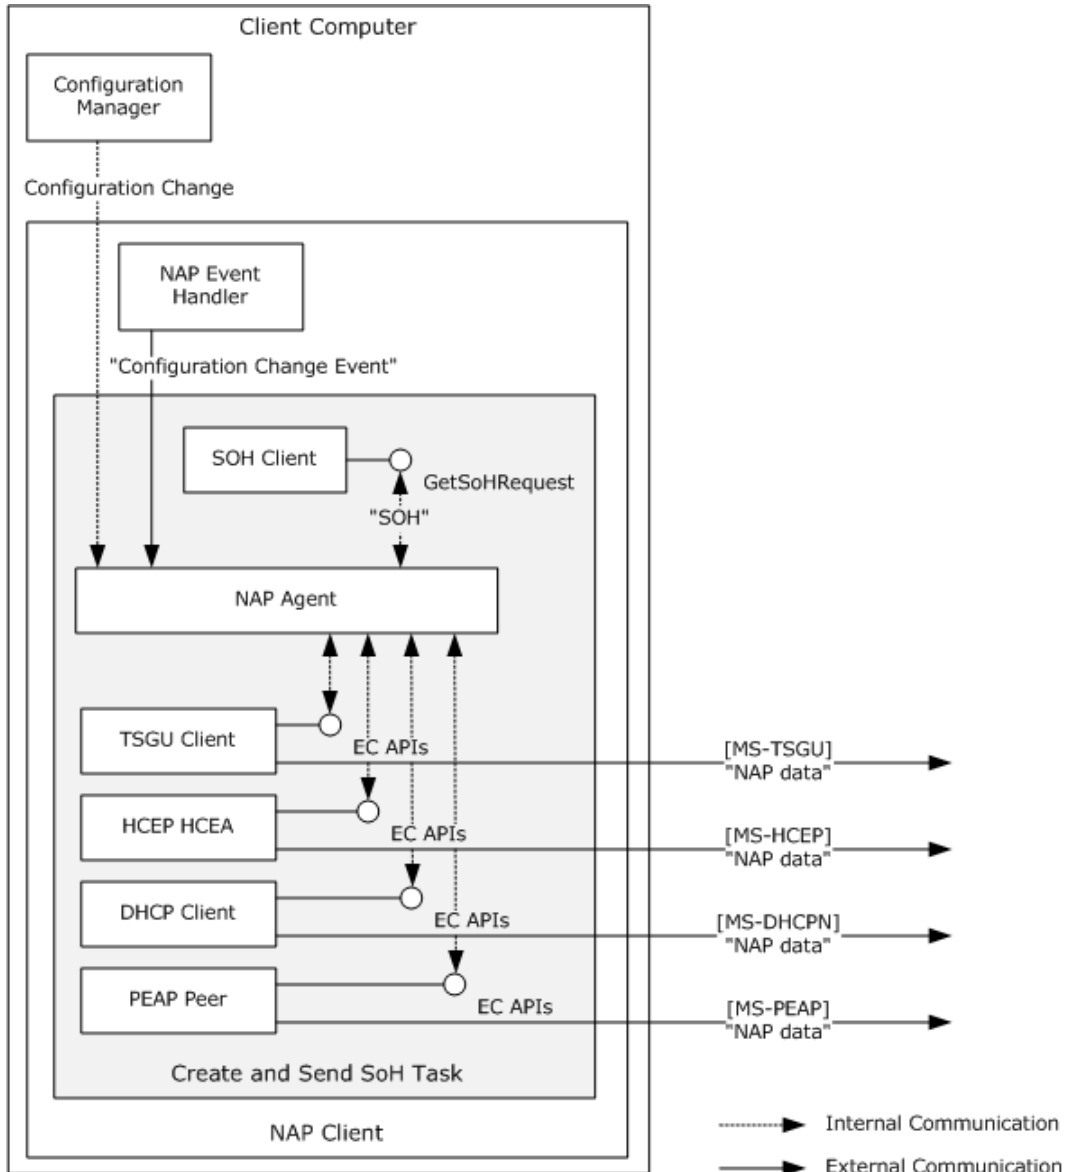 Client Computer
Configuration
Manager
Configuration Change
NAP Event
Handler
"Configuration Change Event"
SOH Client
GetSoHRequest
"SOH"
NAP Agent
TSGU Client
EC APIs
[MS-TSGU]
"NAP data"
HCEP HCEA
EC APIs
[MS-HCEP]
"NAP data"
DHCP Client
EC APIs
[MS-DHCPN]
"NAP data"
PEAP Peer
EC APIs
[MS-PEAP]
"NAP data"
Create and Send SoH Task
NAP Client
Internal Communication
External Communication